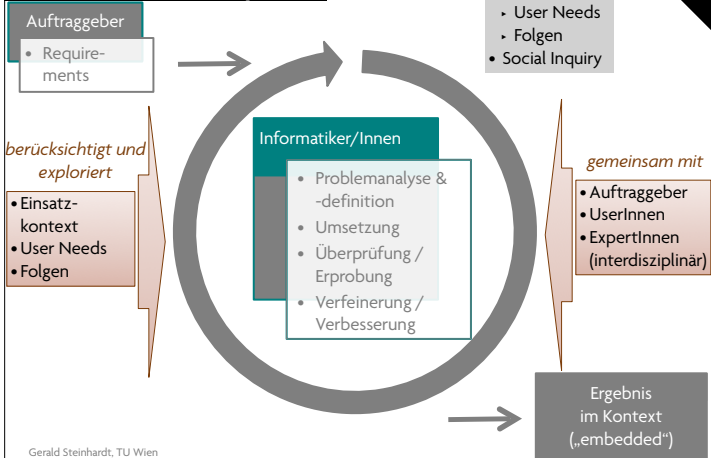 Auftraggeber
• Require-
ments
▸ User Needs
▸ Folgen
• Social Inquiry
berücksichtigt und
exploriert
• Einsatz-
kontext
• User Needs
• Folgen
Informatiker/Innen
• Problemanalyse &
-definition
• Umsetzung
• Überprüfung /
Erprobung
• Verfeinerung /
Verbesserung
gemeinsam mit
• Auftraggeber
• UserInnen
• ExpertInnen
(interdisziplinär)
Ergebnis
im Kontext
(„embedded“)
Gerald Steinhardt, TU Wien